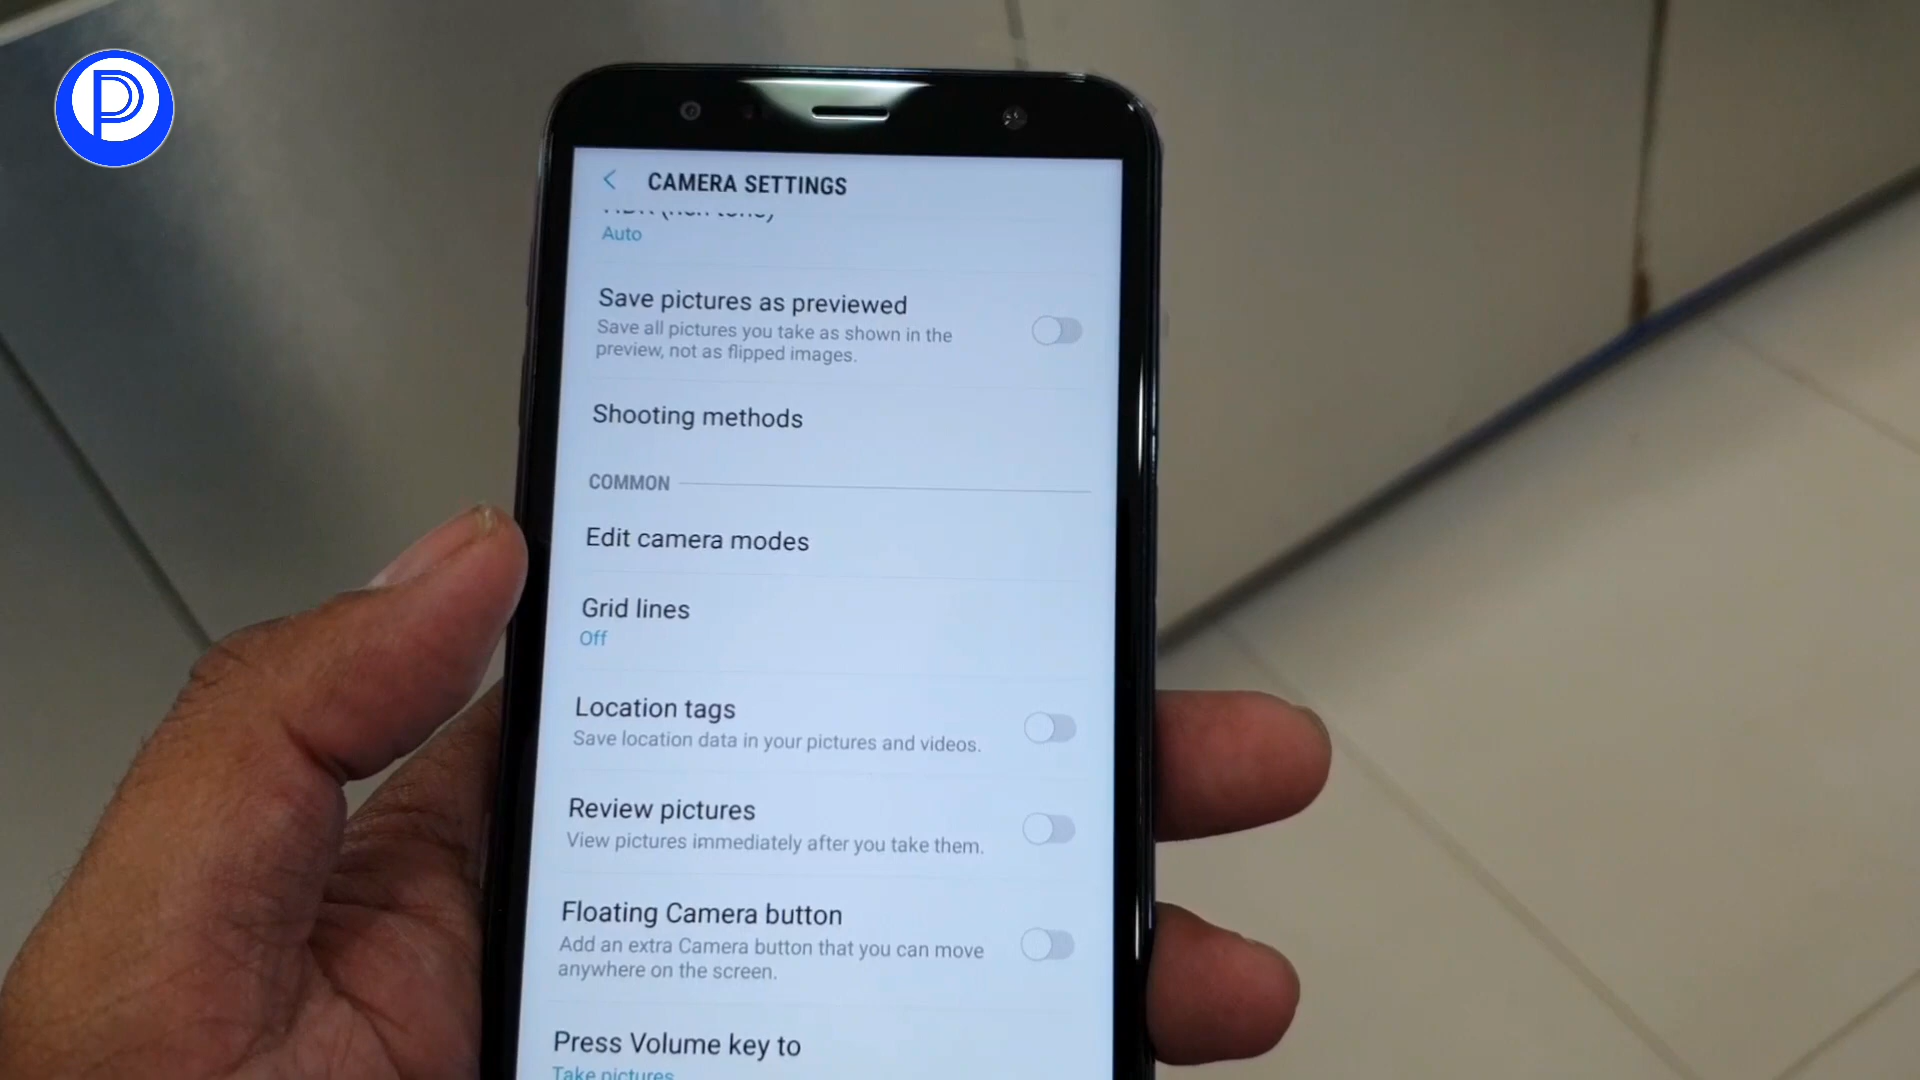 P
CAMERA SETTINGS
Auto
Save pictures as previewed
Save all pictures you take as shown in the
preview, not as flipped images.
Shooting methods
COMMON
Edit camera modes
Grid lines
Off
Location tags
Save location data in your pictures and videos.
Review pictures
View pictures immediately after you take them.
Floating Camera button
Add an extra Camera button that you can move
anywhere on the screen.
Press Volume key to
Take pictures